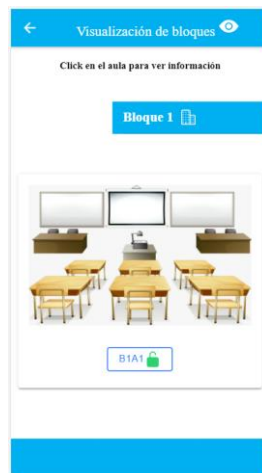 Visualización de bloques
Click en el aula para ver información
Bloque 1
B1A1